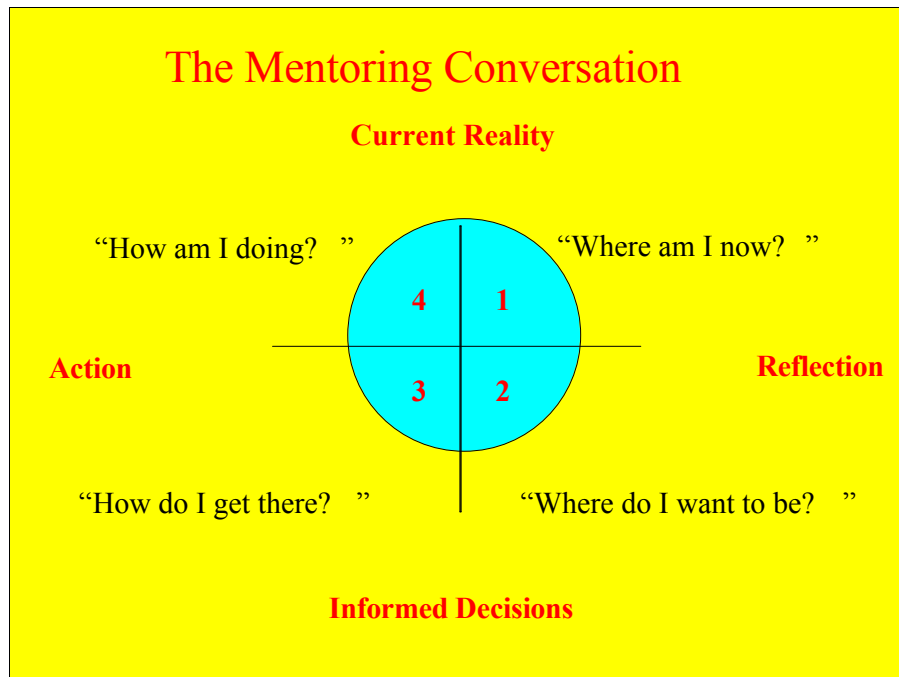 The Mentoring Conversation
Current Reality
“How am I doing? ” “Where am I now? ”
4 1
Action Reflection
3 2
“How do I get there? ” “Where do I want to be? ”
Informed Decisions